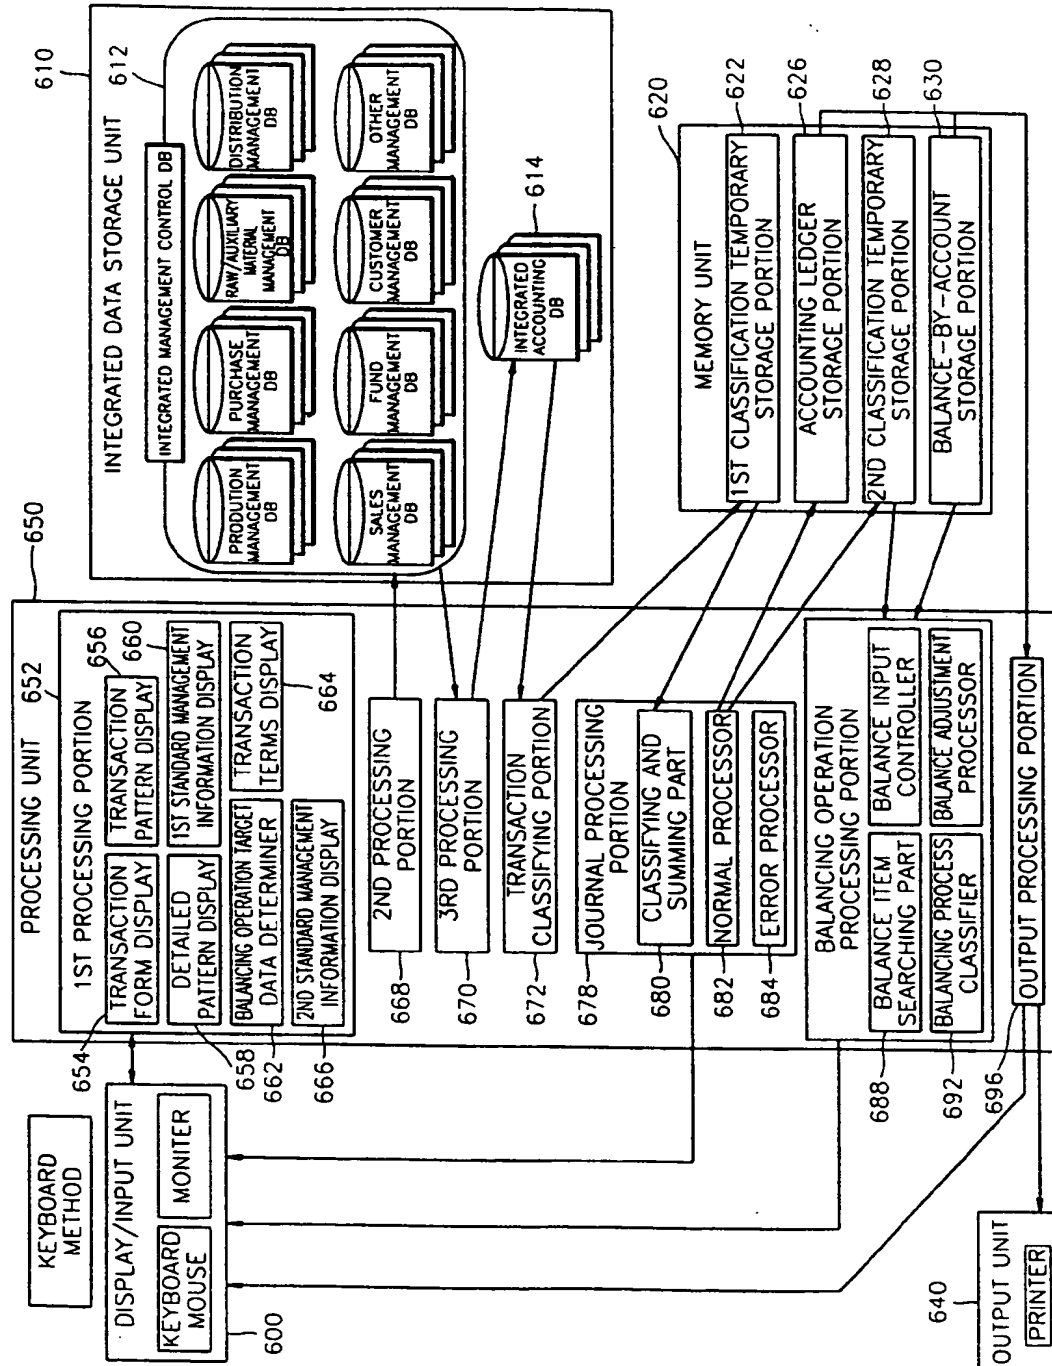 KEYBOARD
METHOD
DISPLAY/INPUT UNIT
KEYBOARD
MOUSE
MONITER
600
PROCESSING UNIT
650
652
1ST PROCESSING PORTION
TRANSACTION
FORM DISPLAY
654
TRANSACTION
PATTERN DISPLAY
656
DETAILED
PATTERN DISPLAY
658
1ST STANDARD MANAGEMENT
INFORMATION DISPLAY
660
BALANCING OPERATION TARGET
DATA DETERMINER
662
TRANSACTION
TERMS DISPLAY
664
2ND STANDARD MANAGEMENT
INFORMATION DISPLAY
666
2ND PROCESSING
PORTION
668
3RD PROCESSING
PORTION
670
TRANSACTION
CLASSIFYING PORTION
672
JOURNAL PROCESSING
PORTION
678
CLASSIFYING AND
SUMMING PART
680
NORMAL PROCESSOR
682
ERROR PROCESSOR
684
BALANCING OPERATION
PROCESSING PORTION
BALANCE ITEM
SEARCHING PART
688
BALANCE INPUT
CONTROLLER
BALANCING PROCESS
CLASSIFIER
692
BALANCE ADJUSTMENT
PROCESSOR
OUTPUT PROCESSING PORTION
696
OUTPUT UNIT
PRINTER
640
INTEGRATED DATA STORAGE UNIT
610
INTEGRATED MANAGEMENT CONTROL DB
612
PRODUTION
MANAGEMENT
DB
PURCHASE
MANAGEMENT
DB
RAW/AUXILIARY
MATERIAL
MANAGEMENT
DB
DISTRIBUTION
MANAGEMENT
DB
SALES
MANAGEMENT
DB
FUND
MANAGEMENT
DB
CUSTOMER
MANAGEMENT
DB
OTHER
MANAGEMENT
DB
INTEGRATED
ACCOUNTING
DB
614
MEMORY UNIT
620
1ST CLASSIFICATION TEMPORARY
STORAGE PORTION
622
ACCOUNTING LEDGER
STORAGE PORTION
626
2ND CLASSIFICATION TEMPORARY
STORAGE PORTION
628
BALANCE-BY-ACCOUNT
STORAGE PORTION
630